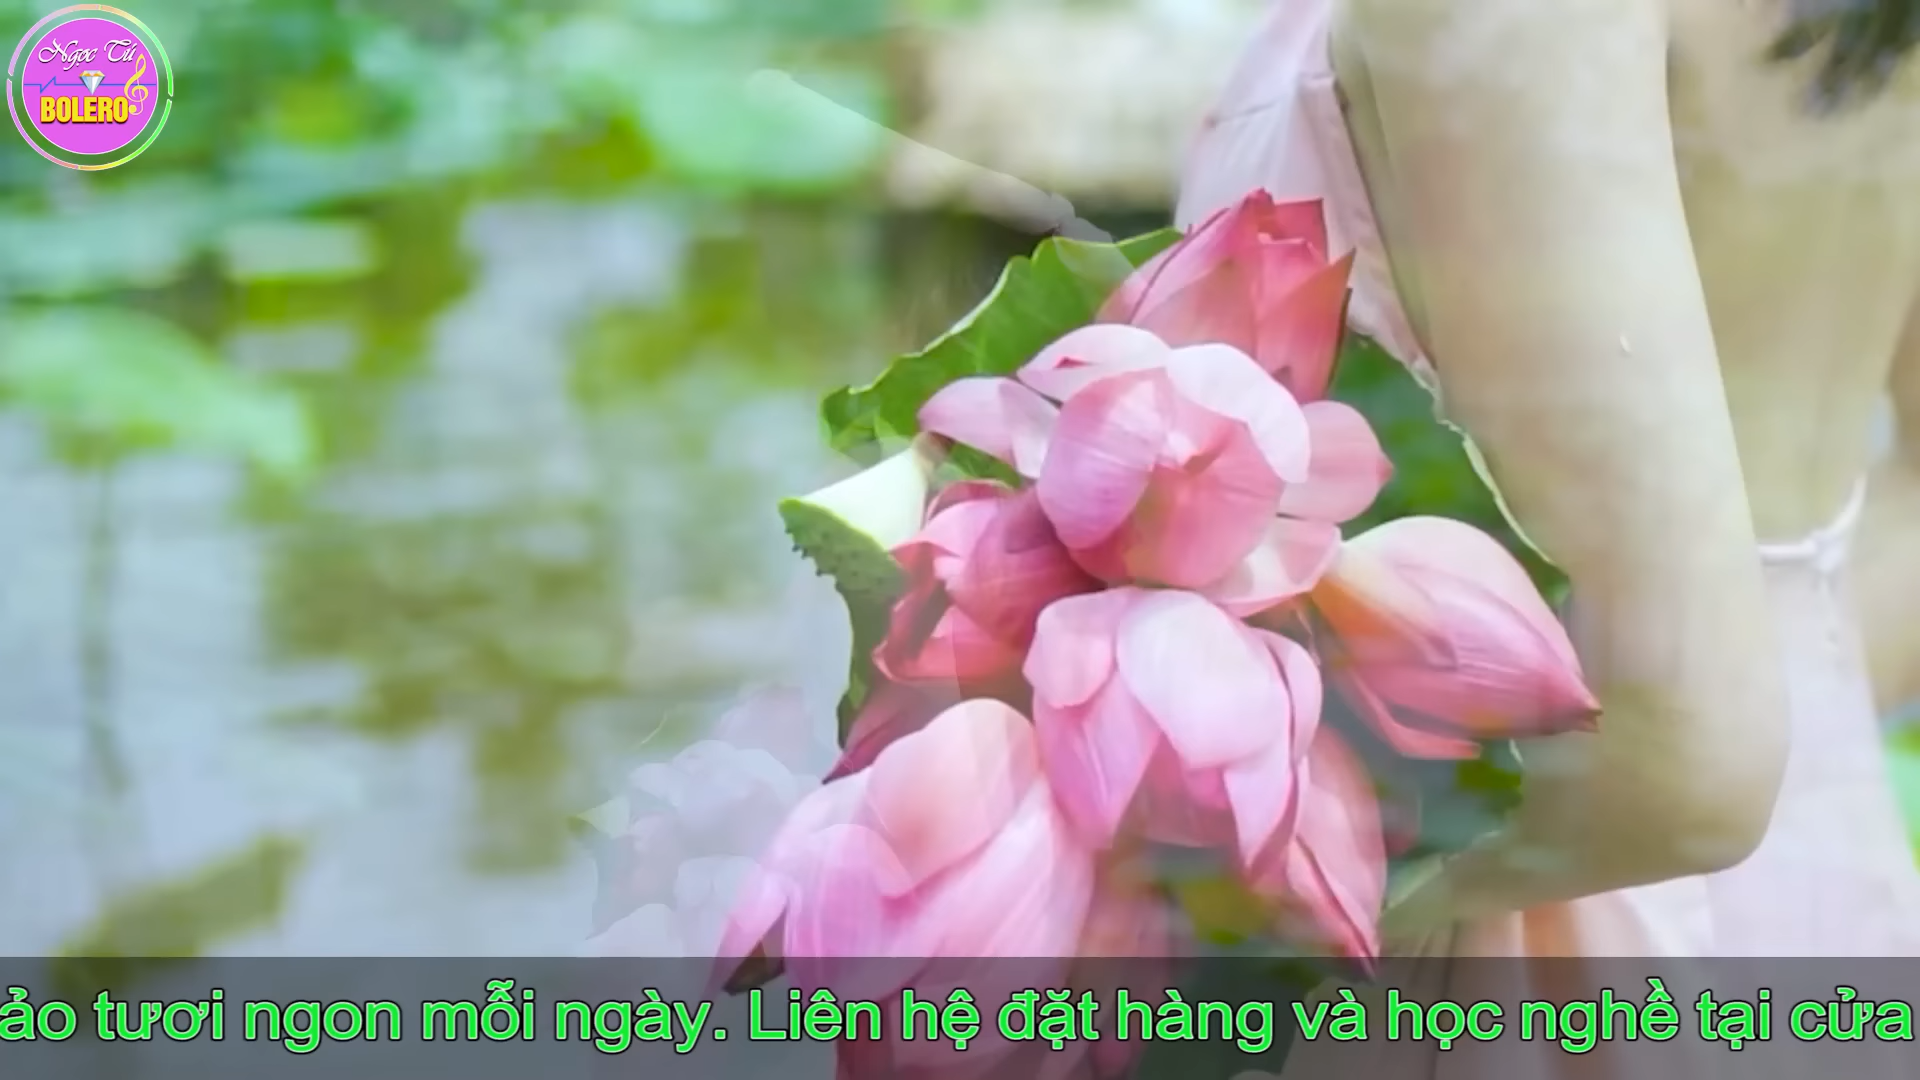 Ngọc Tú
BOLERO
ảo tươi ngon mỗi ngày. Liên hệ đặt hàng và học nghề tại cửa